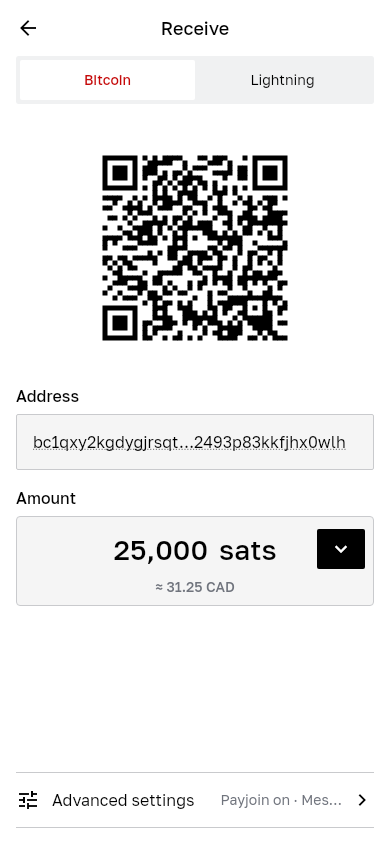 Receive
Bitcoin
Lightning
Address
bc1qxy2kgdygjrsqt...2493p83kkfjhx0wlh
Amount
25,000 sats
≈ 31.25 CAD
Advanced settings
Payjoin on · Mes...